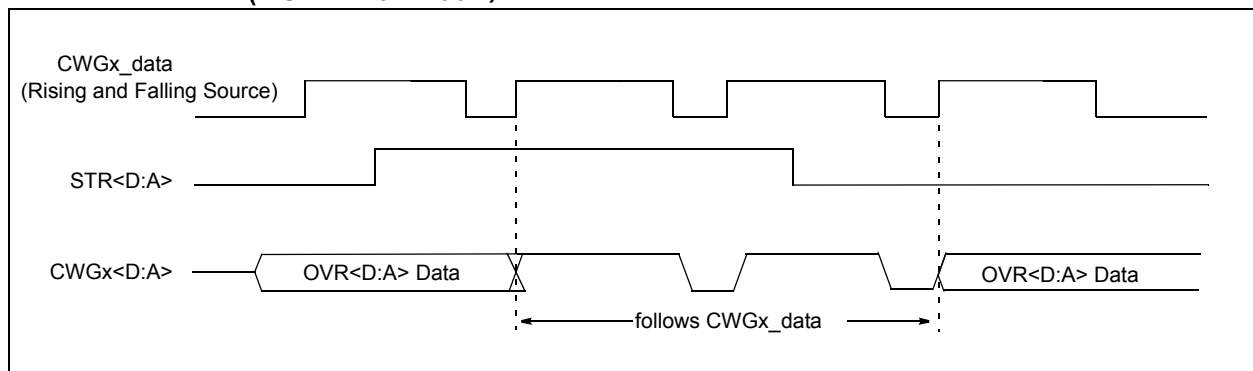 CWGx_data
(Rising and Falling Source)
STR<D:A>
CWGx<D:A>
OVR<D:A> Data
OVR<D:A> Data
follows CWGx_data